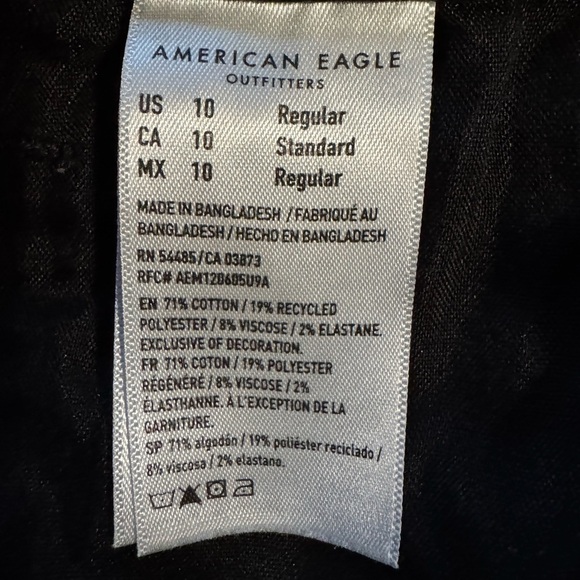 AMERICAN EAGLE
OUTFITTERS
US 10 Regular
CA 10 Standard
MX 10 Regular
MADE IN BANGLADESH / FABRIQUÉ AU
BANGLADESH / HECHO EN BANGLADESH
RN 54485/CA 03873
RFC# AEM120605U9A
EN 71% COTTON / 19% RECYCLED
POLYESTER / 8% VISCOSE / 2% ELASTANE.
EXCLUSIVE OF DECORATION.
FR 71% COTON / 19% POLYESTER
RÉGÉNÉRÉ / 8% VISCOSE / 2%
ÉLASTHANNE. À L'EXCEPTION DE LA
GARNITURE.
SP 71% algodón / 19% poliéster reciclado /
8% viscosa / 2% elastano.